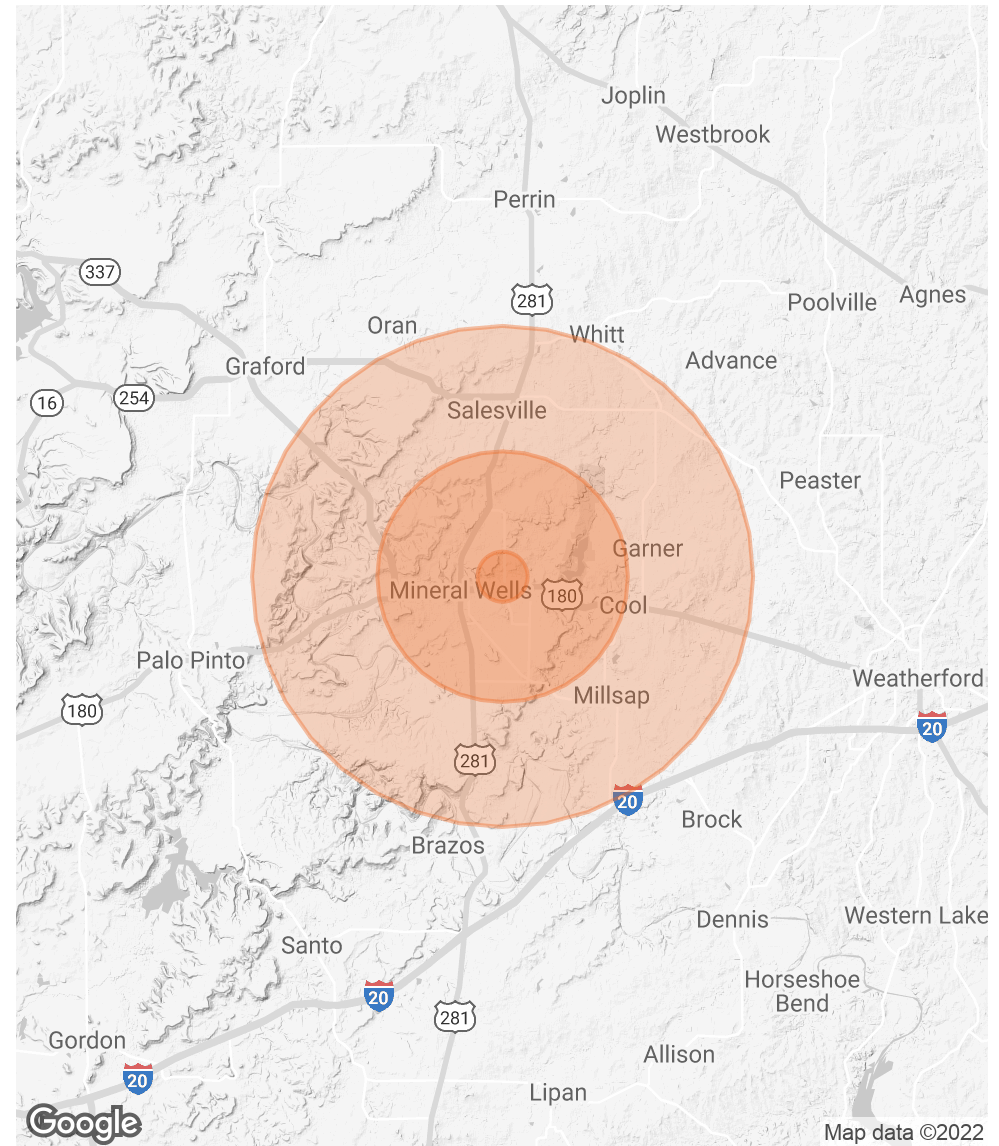 Joplin
Westbrook
Perrin
337
281
Poolville
Agnes
Oran
Whitt
Graford
Advance
16
254
Salesville
Peaster
Garner
Mineral Wells
180
Cool
Palo Pinto
Weatherford
Millsap
180
20
281
20
Brock
Brazos
Dennis
Western Lake
Santo
Horseshoe
Bend
20
281
Gordon
Allison
20
Lipan
Google
Map data ©2022